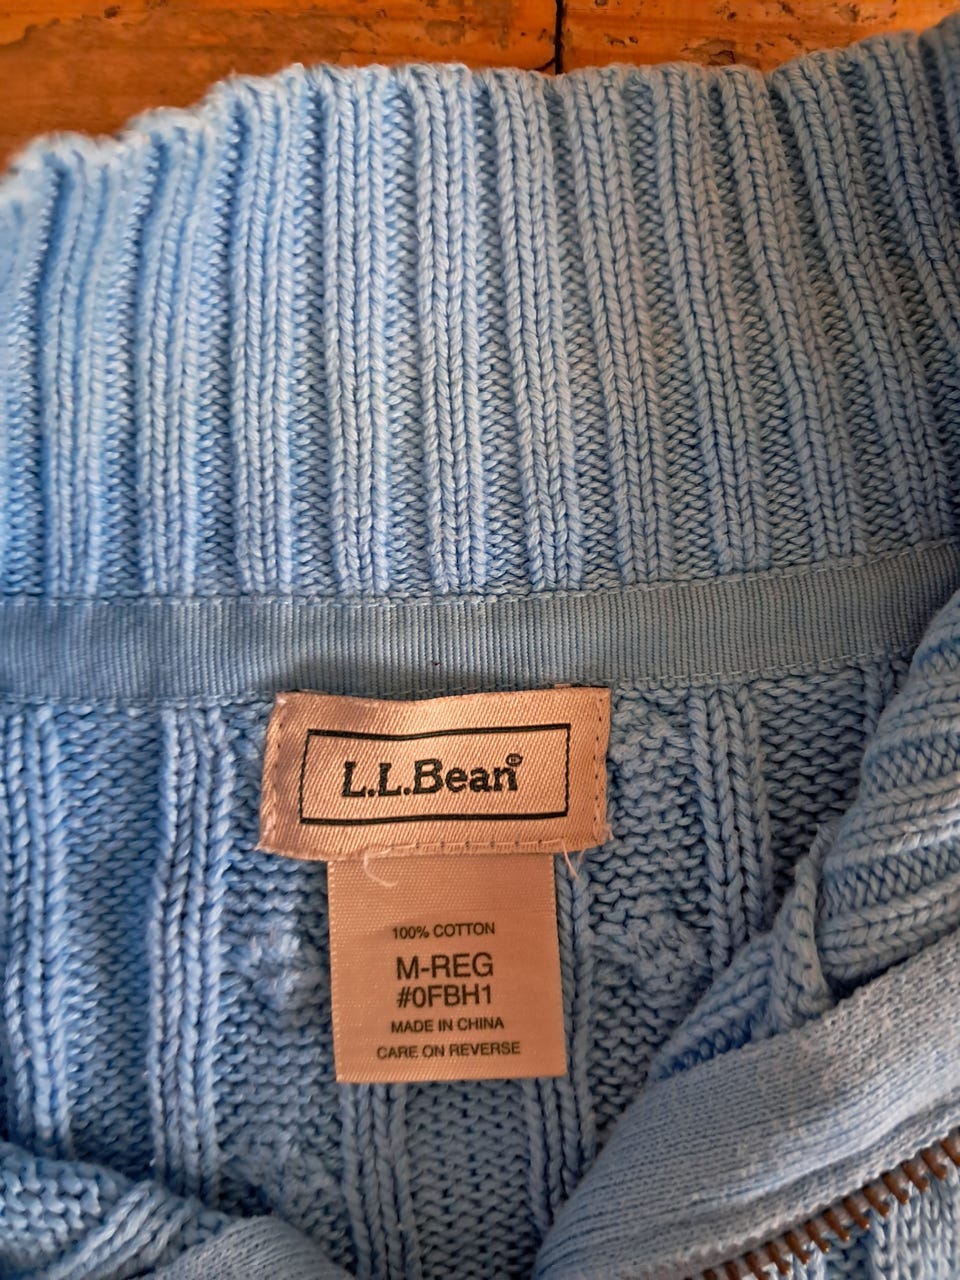 L.L.Bean®
100% COTTON
M-REG
#0FBH1
MADE IN CHINA
CARE ON REVERSE